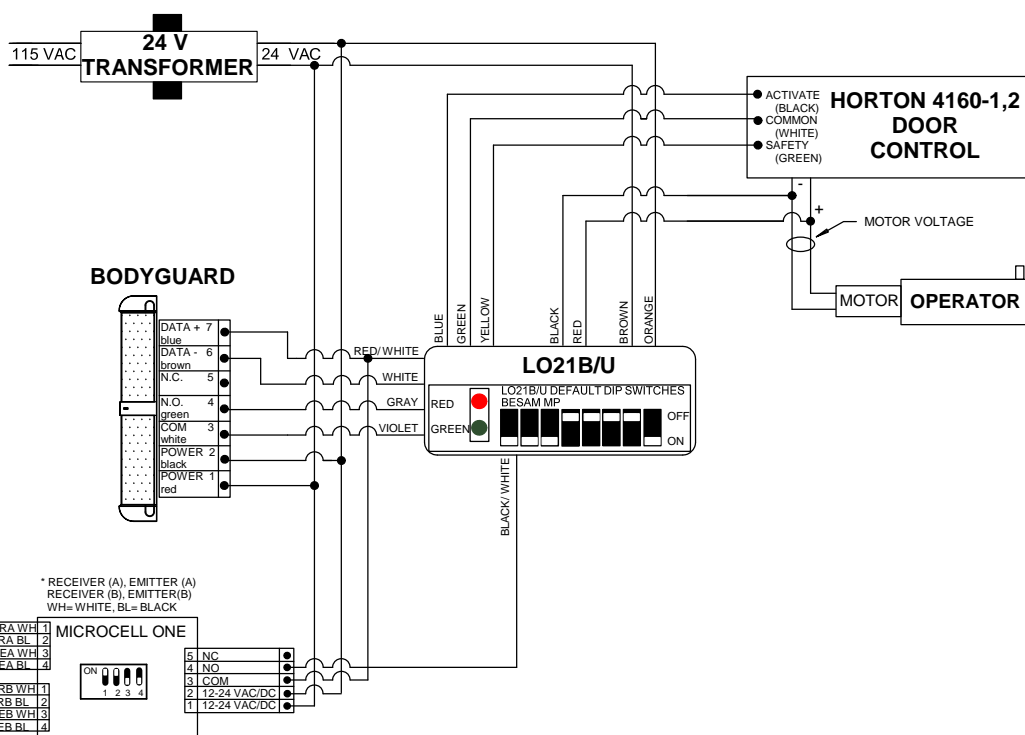 115 VAC
24 V
TRANSFORMER
24 VAC
ACTIVATE
(BLACK)
COMMON
(WHITE)
SAFETY
(GREEN)
HORTON 4160-1,2
DOOR
CONTROL
-
+
MOTOR VOLTAGE
MOTOR
OPERATOR
BODYGUARD
DATA + 7
blue
DATA - 6
brown
N.C. 5
N.O. 4
green
COM 3
white
POWER 2
black
POWER 1
red
BLUE
GREEN
YELLOW
BLACK
RED
BROWN
ORANGE
RED/WHITE
WHITE
GRAY
VIOLET
LO21B/U
LO21B/U DEFAULT DIP SWITCHES
BESAM MP
RED
GREEN
OFF
ON
BLACK/WHITE
* RECEIVER (A), EMITTER (A)
RECEIVER (B), EMITTER(B)
WH=WHITE, BL=BLACK
MICROCELL ONE
RA WH 1
RA BL 2
EA WH 3
EA BL 4
RB WH 1
RB BL 2
EB WH 3
EB BL 4
ON
1 2 3 4
5 NC
4 NO
3 COM
2 12-24 VAC/DC
1 12-24 VAC/DC